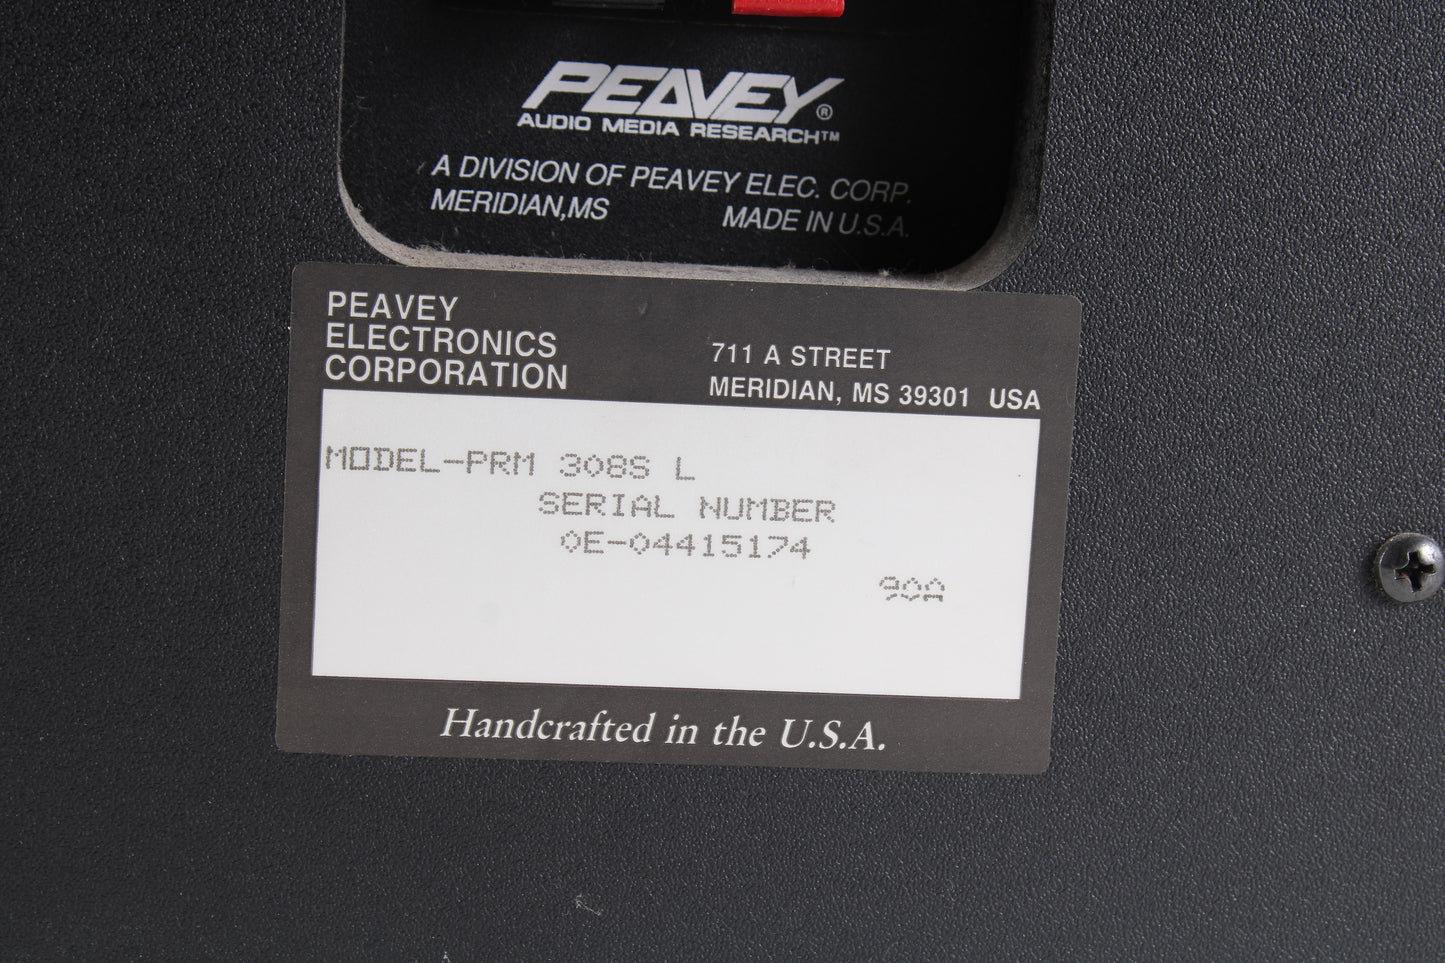 PEAVEY®
AUDIO MEDIA RESEARCH™
A DIVISION OF PEAVEY ELEC. CORP.
MERIDIAN,MS MADE IN U.S.A.
PEAVEY
ELECTRONICS
CORPORATION
711 A STREET
MERIDIAN, MS 39301 USA
MODEL-PRM 308S L
SERIAL NUMBER
0E-04415174
90A
Handcrafted in the U.S.A.